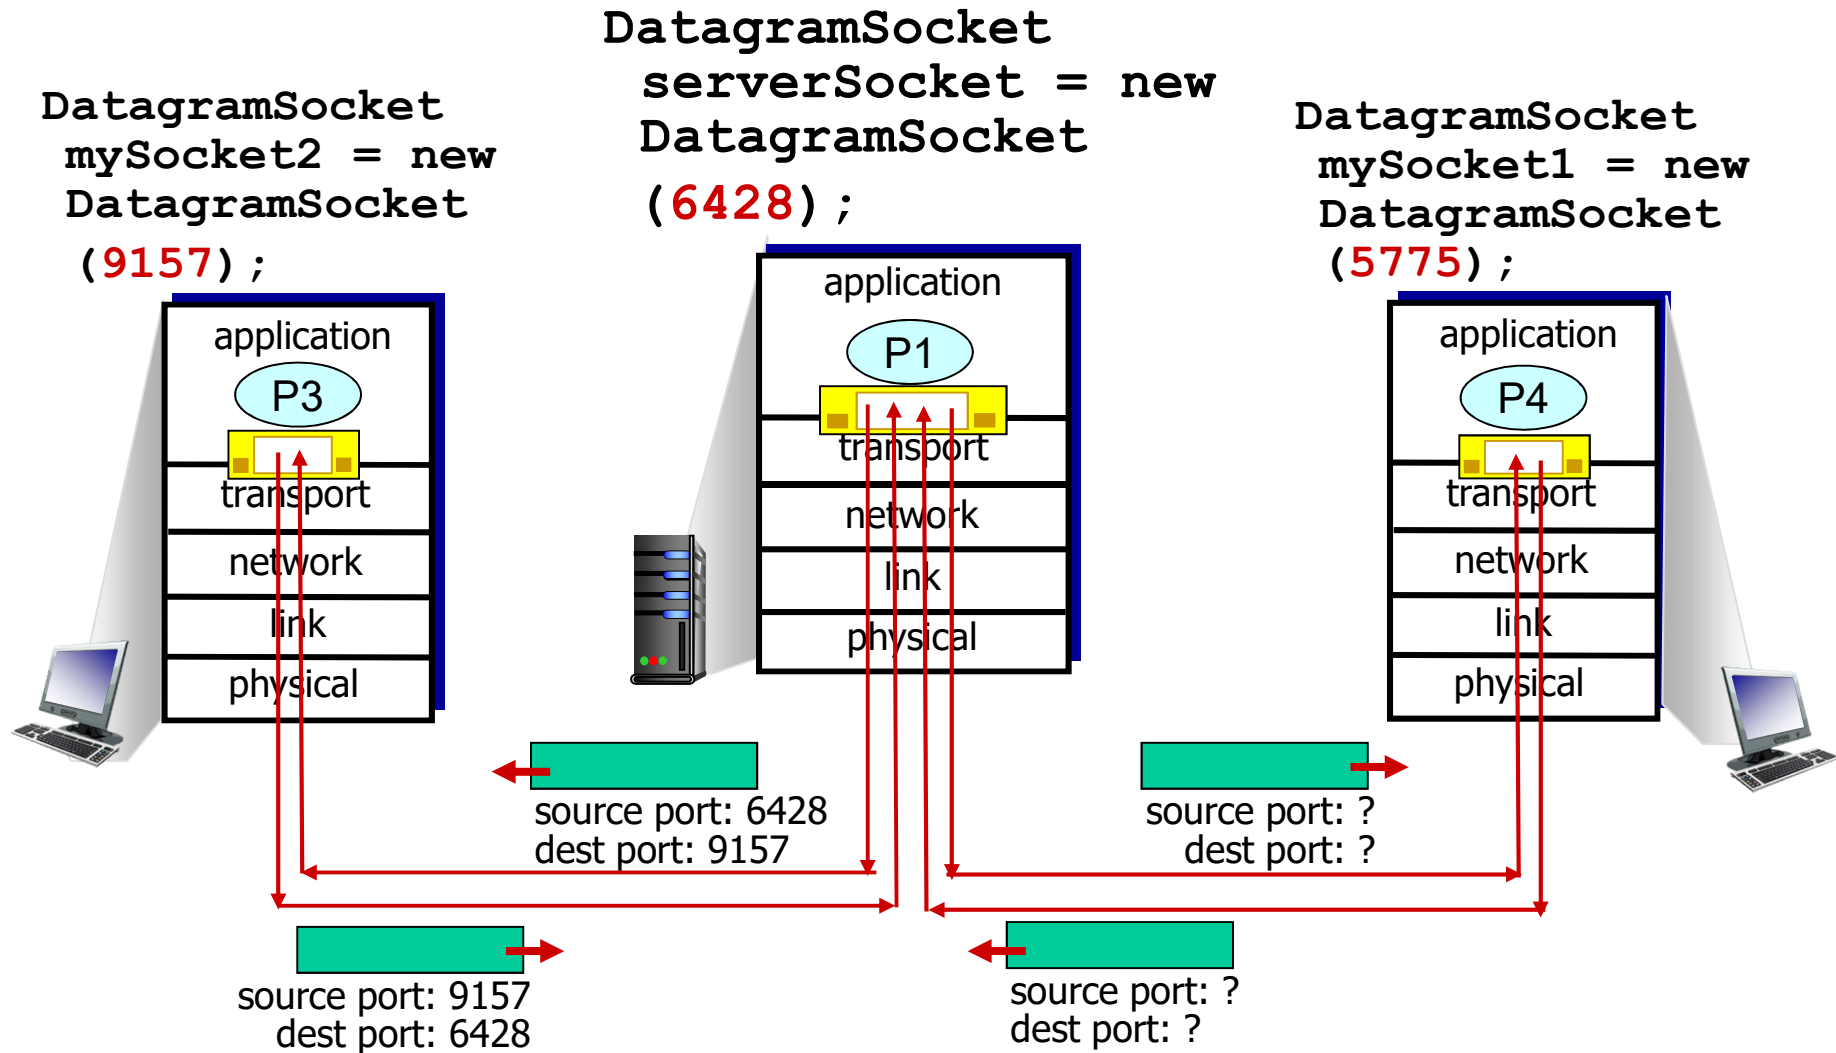 DatagramSocket
serverSocket = new
DatagramSocket
(6428);
DatagramSocket
mySocket2 = new
DatagramSocket
(9157);
DatagramSocket
mySocket1 = new
DatagramSocket
(5775);
application
P3
transport
network
link
physical
application
P1
transport
network
link
physical
application
P4
transport
network
link
physical
source port: 6428
dest port: 9157
source port: ?
dest port: ?
source port: 9157
dest port: 6428
source port: ?
dest port: ?